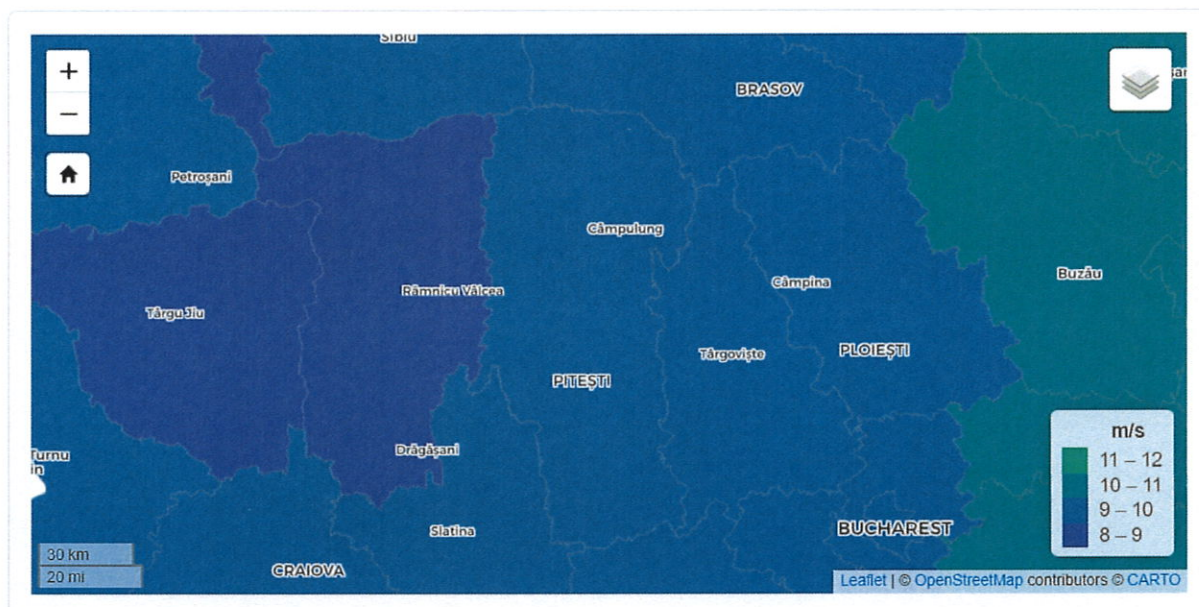 Sibiu
+
−
BRASOV
Petroșani
Câmpulung
Buzău
Câmpina
Râmnicu Vâlcea
Târgu Jiu
PLOIEȘTI
Târgoviște
PITEȘTI
Drăgășani
Turnu
in
Slatina
BUCHAREST
CRAIOVA
m/s
11 – 12
10 – 11
9 – 10
8 – 9
30 km
20 mi
Leaflet | © OpenStreetMap contributors © CARTO